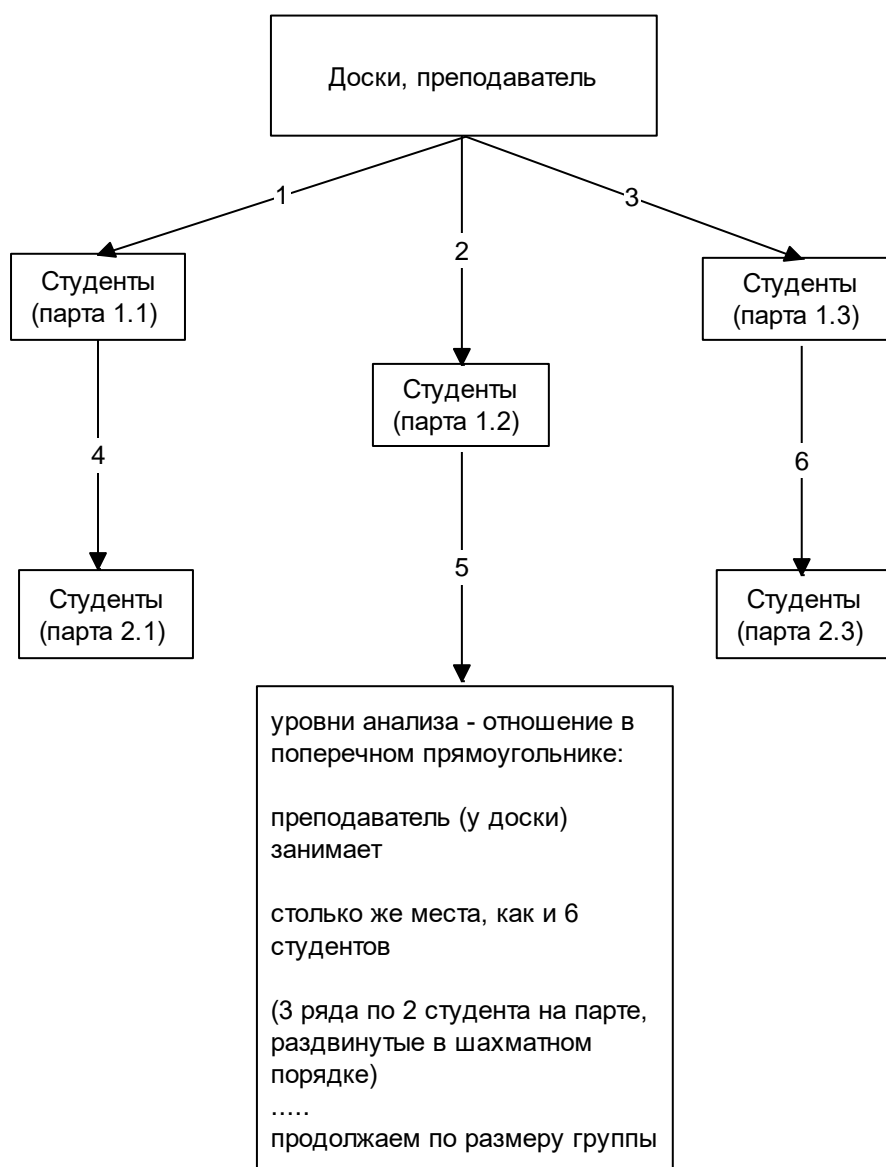 Доски, преподаватель
1
2
3
Студенты
(парта 1.1)
Студенты
(парта 1.3)
Студенты
(парта 1.2)
4
6
5
Студенты
(парта 2.1)
Студенты
(парта 2.3)
уровни анализа - отношение в
поперечном прямоугольнике:
преподаватель (у доски)
занимает
столько же места, как и 6
студентов
(3 ряда по 2 студента на парте,
раздвинутые в шахматном
порядке)
.....
продолжаем по размеру группы